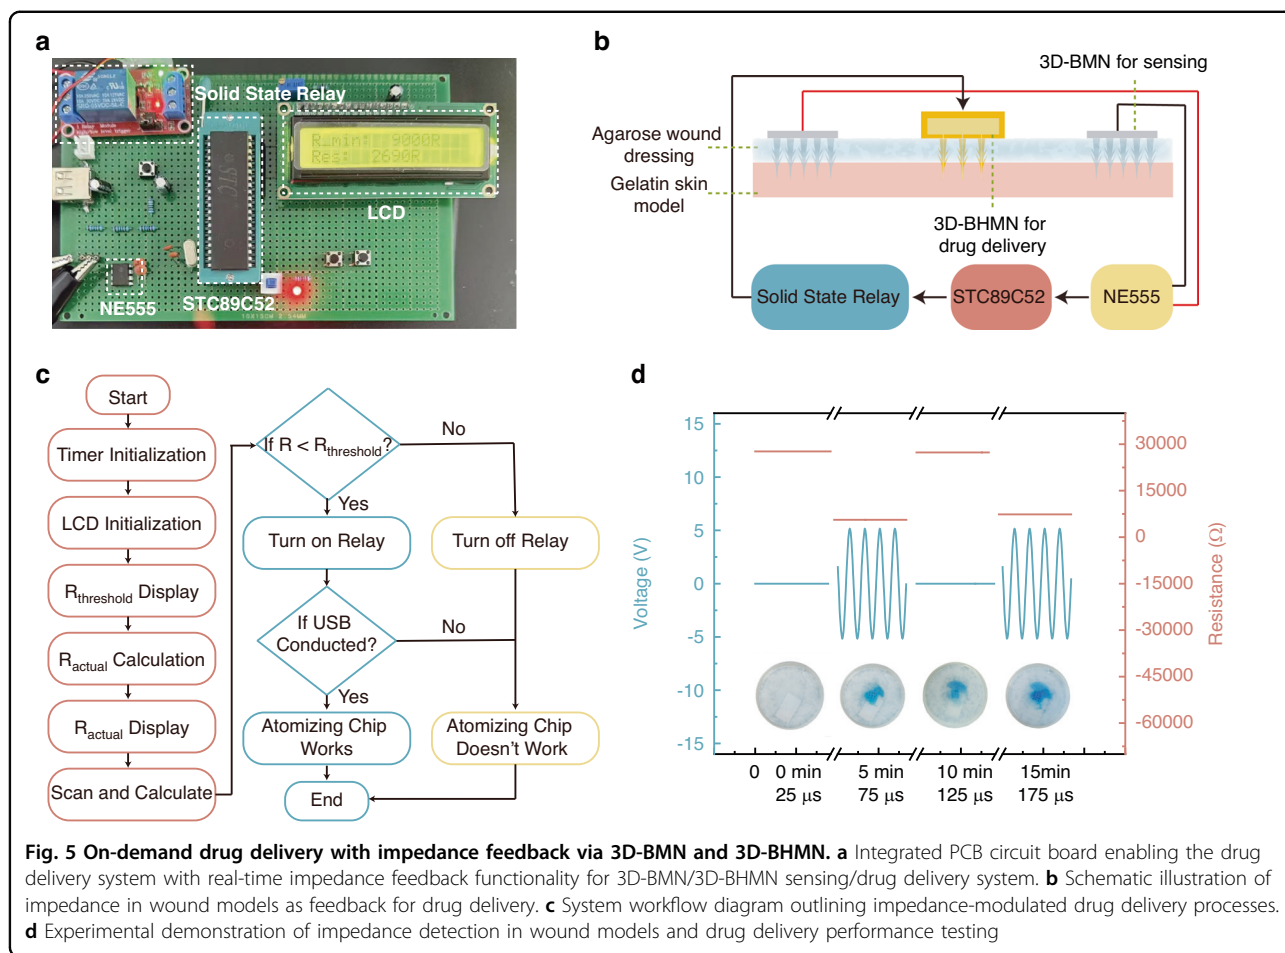 a
Solid State Relay
R_min: 9000R
Res: 2690R
LCD
NE555
STC89C52
b
3D-BMN for sensing
Agarose wound
dressing
Gelatin skin
model
3D-BHMN for
drug delivery
Solid State Relay
STC89C52
NE555
c
Start
Timer Initialization
LCD Initialization
Rthreshold Display
Ractual Calculation
Ractual Display
Scan and Calculate
If R < Rthreshold?
No
Yes
Turn on Relay
Turn off Relay
If USB
Conducted?
No
Yes
Atomizing Chip
Works
Atomizing Chip
Doesn't Work
End
d
15
10
5
0
-5
-10
-15
Voltage (V)
30000
15000
0
-15000
-30000
-45000
-60000
Resistance (Ω)
0 0 min 5 min 10 min 15min
25 μs 75 μs 125 μs 175 μs
Fig. 5 On-demand drug delivery with impedance feedback via 3D-BMN and 3D-BHMN. a Integrated PCB circuit board enabling the drug
delivery system with real-time impedance feedback functionality for 3D-BMN/3D-BHMN sensing/drug delivery system. b Schematic illustration of
impedance in wound models as feedback for drug delivery. c System workflow diagram outlining impedance-modulated drug delivery processes.
d Experimental demonstration of impedance detection in wound models and drug delivery performance testing